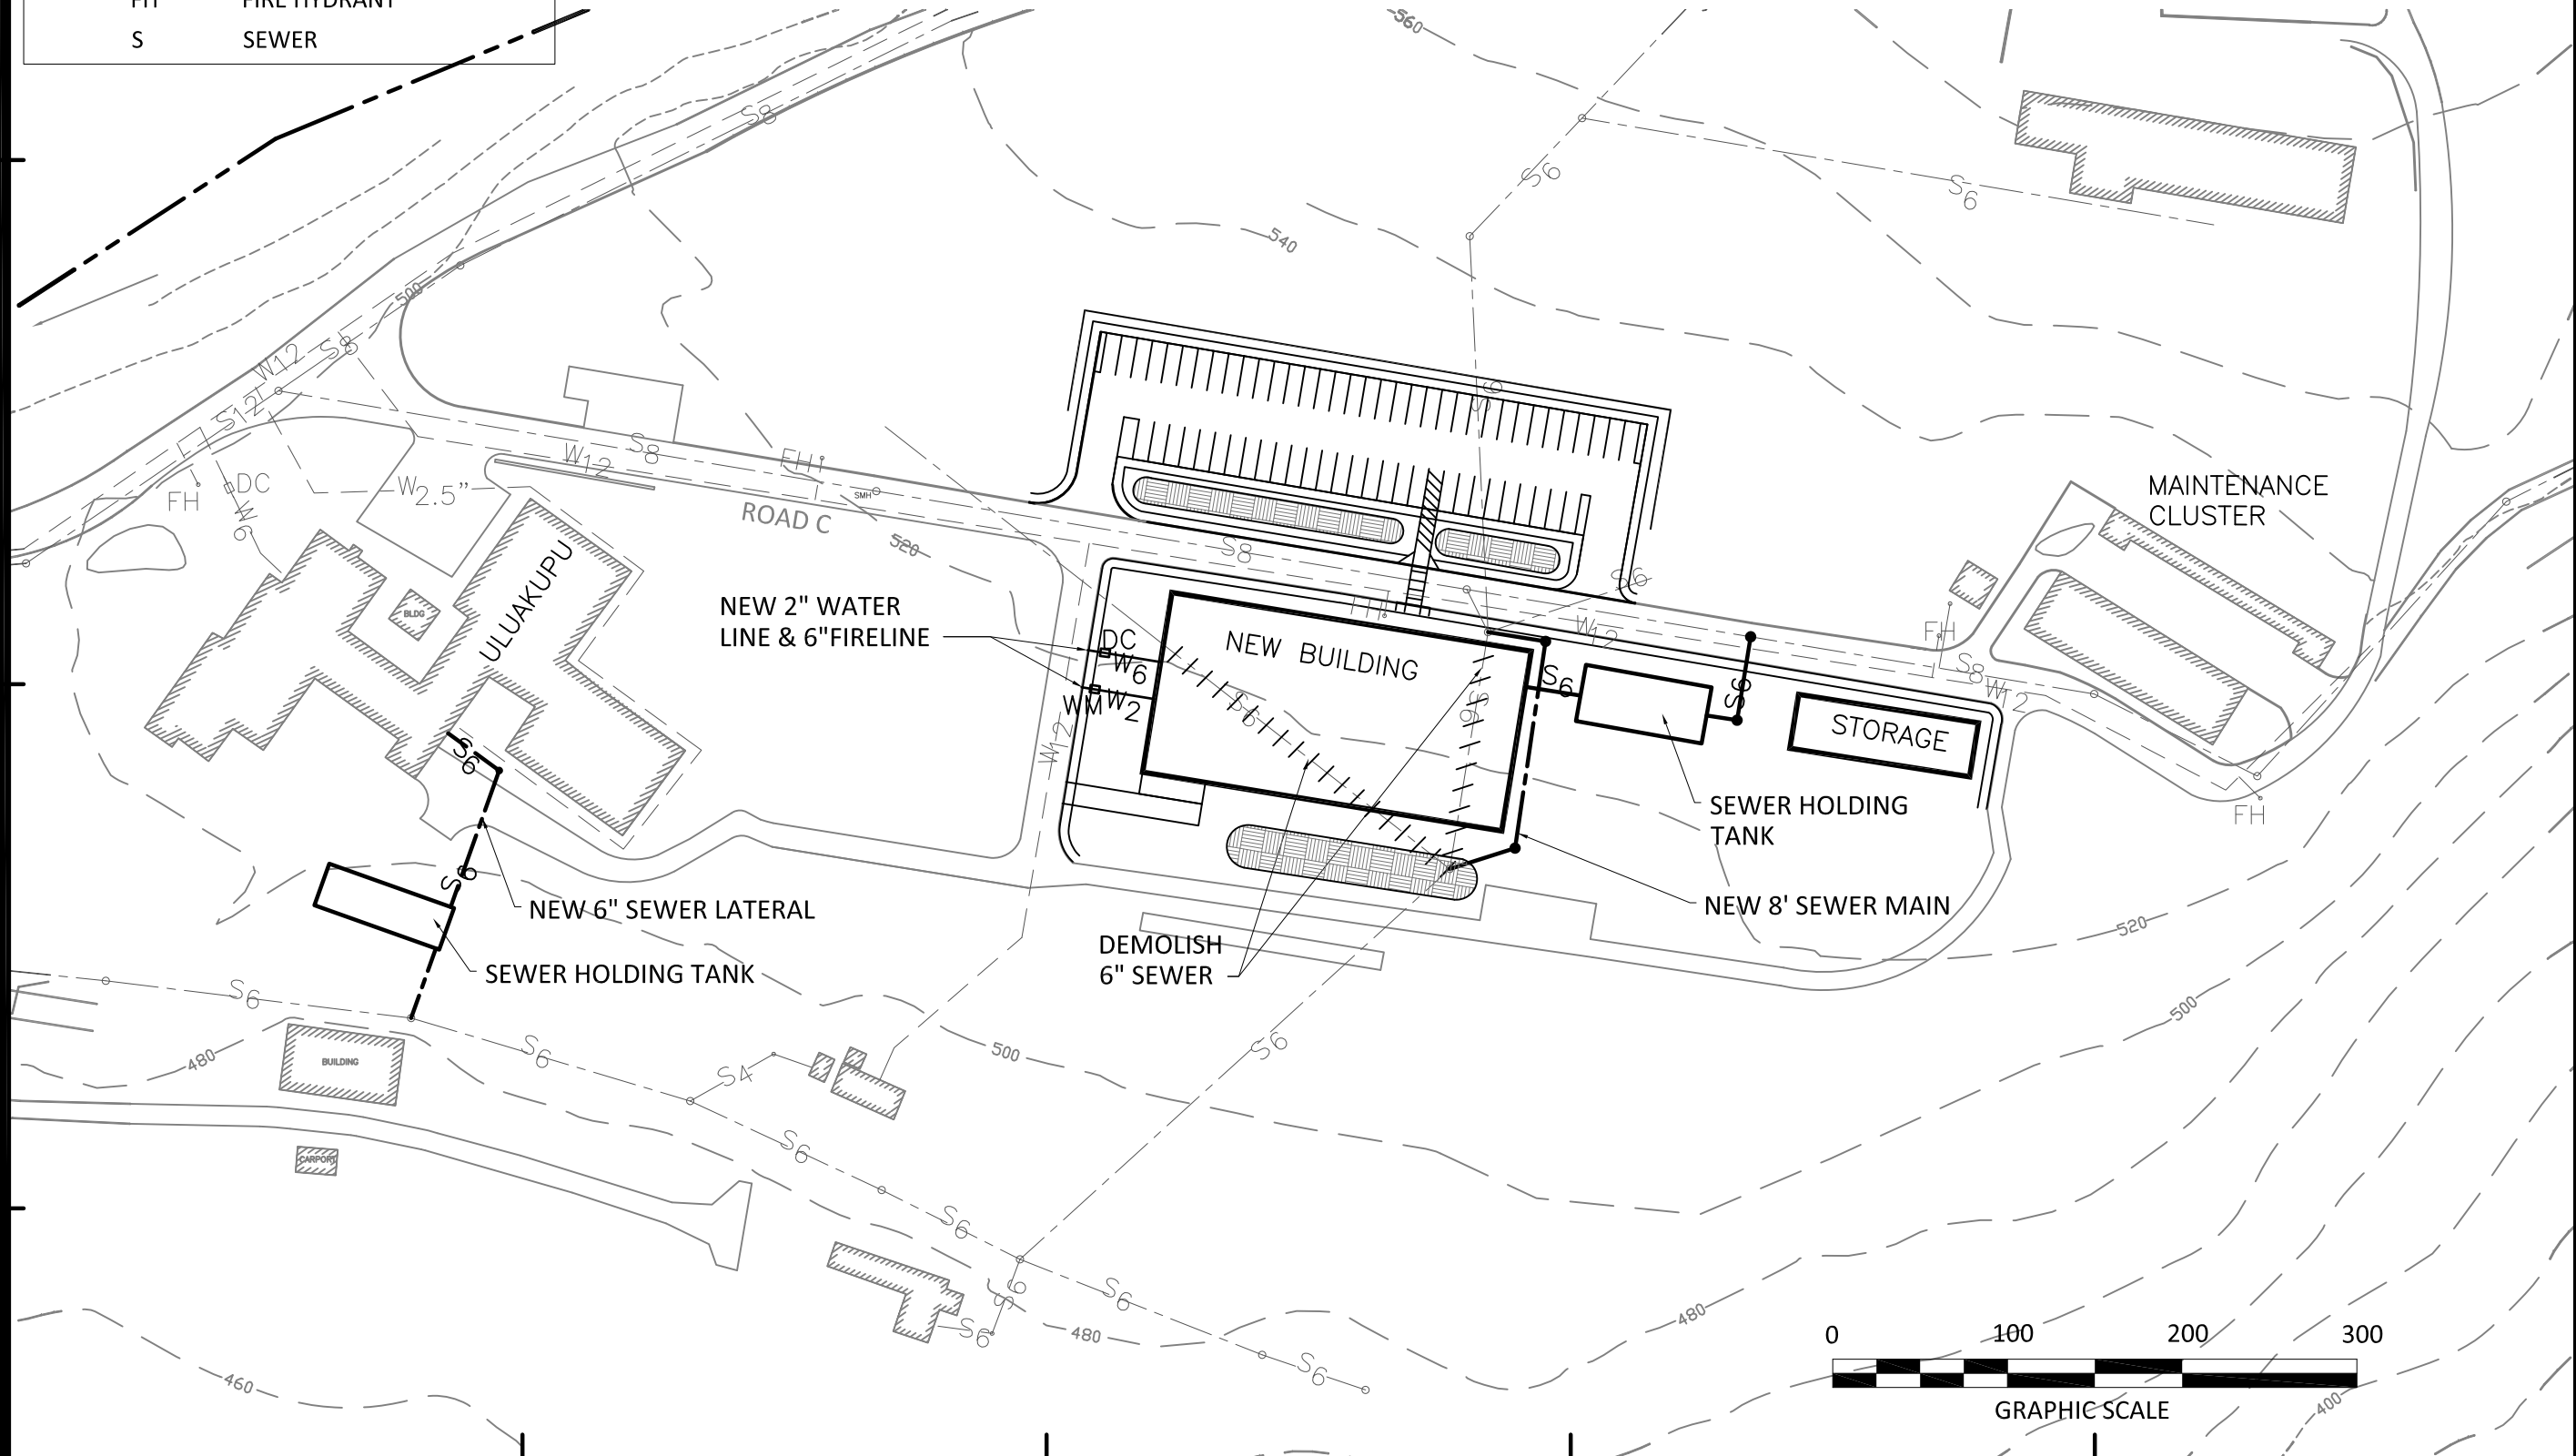 FH FIRE HYDRANT
S SEWER
560
S8
S6
S6
540
500
W12
S8
S12
S6
S8
W12
FH
SMH
W2.5”
DC
FH
W6
ROAD C
520
S8
MAINTENANCE
CLUSTER
ULUAKUPU
BLDG
S6
FH
NEW 2" WATER
LINE & 6"FIRELINE
DC
W6
WM
W2
NEW BUILDING
W12
FH
S8
W12
S6
S6
S6
S6
W12
STORAGE
S6
SEWER HOLDING
TANK
FH
S6
NEW 6" SEWER LATERAL
NEW 8' SEWER MAIN
520
DEMOLISH
6" SEWER
SEWER HOLDING TANK
S6
500
S6
480
BUILDING
S6
500
S4
CARPORT
S6
S6
S6
S6
S6
480
480
S6
460
0 100 200 300
GRAPHIC SCALE
400